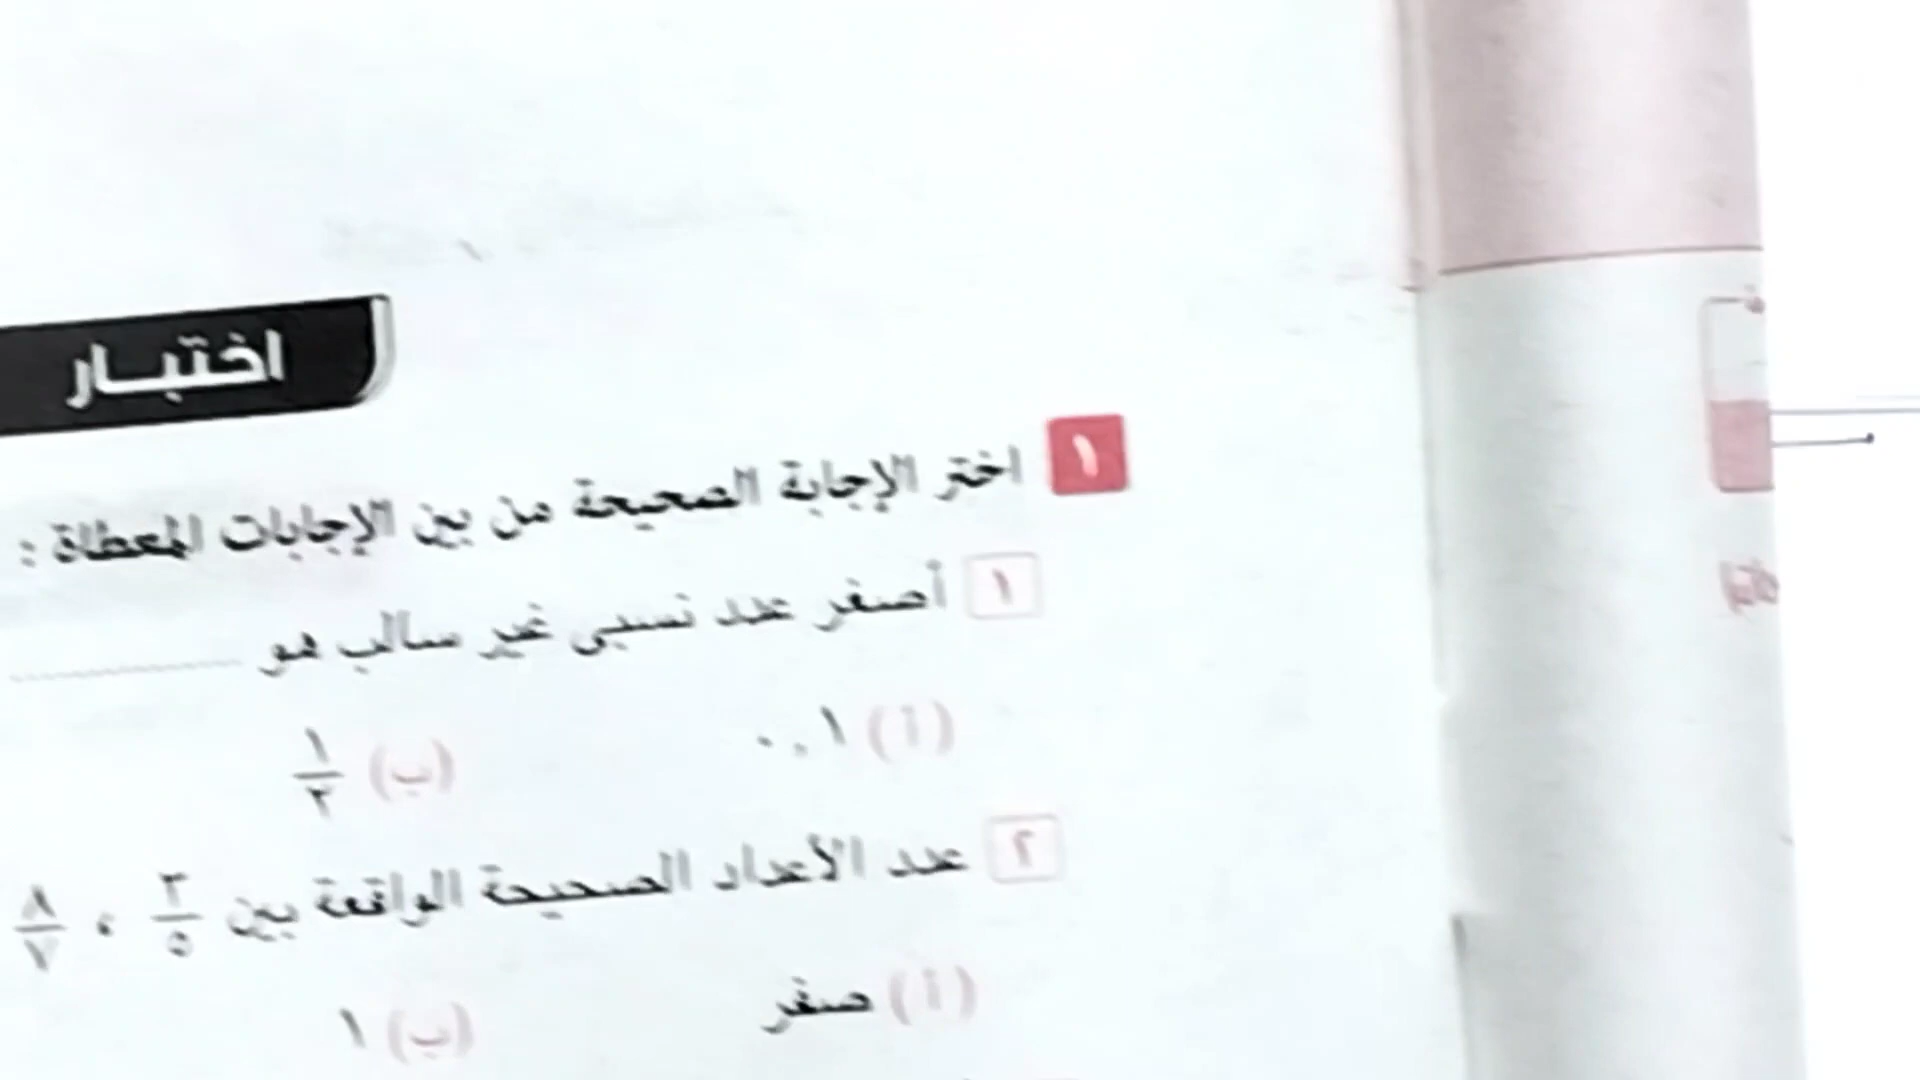 اختبار
١ اختر الإجابة الصحيحة من بين الإجابات المعطاة :
١ أصغر عدد نسبى غير سالب هو ..........
(أ) ٠,١ (ب) ١/٢
٢ عدد الأعداد الصحيحة الواقعة بين ٣/٥ ، ٨/٧
(أ) صفر (ب) ١